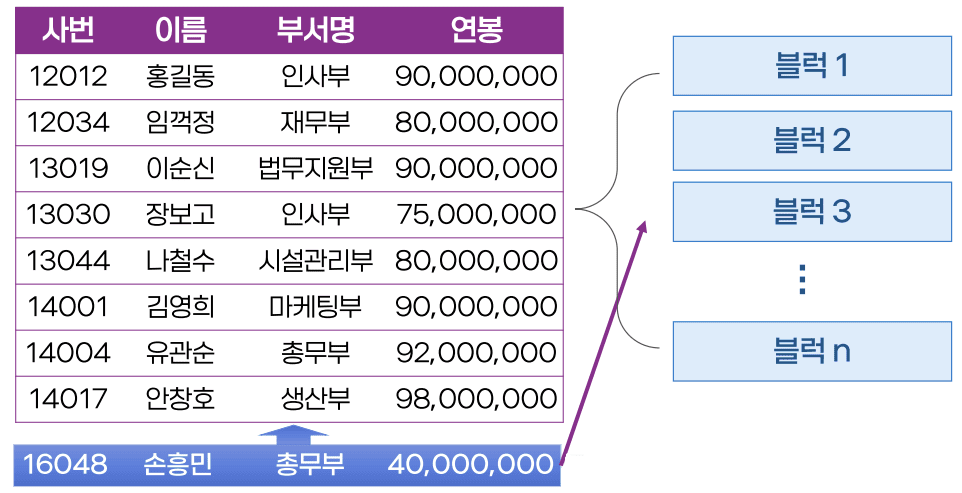 사번 이름 부서명 연봉
12012 홍길동 인사부 90,000,000
12034 임꺽정 재무부 80,000,000
13019 이순신 법무지원부 90,000,000
13030 장보고 인사부 75,000,000
13044 나철수 시설관리부 80,000,000
14001 김영희 마케팅부 90,000,000
14004 유관순 총무부 92,000,000
14017 안창호 생산부 98,000,000
16048 손흥민 총무부 40,000,000
블럭 1
블럭 2
블럭 3
⋮
블럭 n